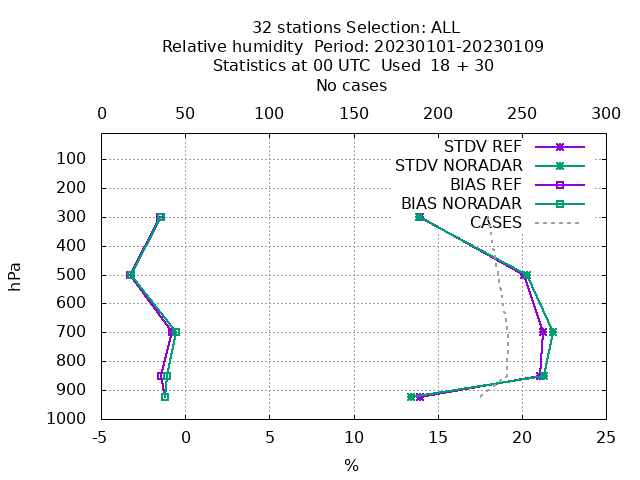 32 stations Selection: ALL
Relative humidity  Period: 20230101-20230109
Statistics at 00 UTC  Used  18 + 30
No cases
0 50 100 150 200 250 300
STDV REF
STDV NORADAR
BIAS REF
BIAS NORADAR
CASES
hPa
100
200
300
400
500
600
700
800
900
1000
-5 0 5 10 15 20 25
%